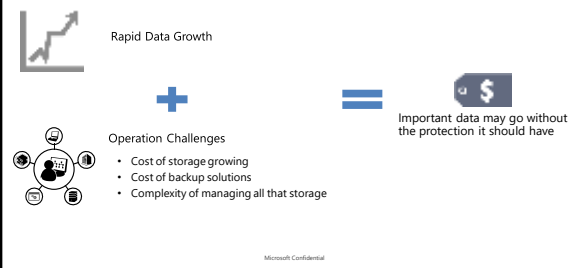 Rapid Data Growth
$
Important data may go without
the protection it should have
Operation Challenges
• Cost of storage growing
• Cost of backup solutions
• Complexity of managing all that storage
Microsoft Confidential